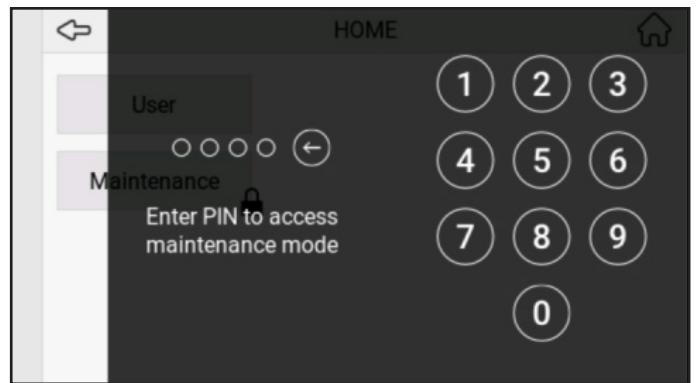 HOME
User
Maintenance
Enter PIN to access
maintenance mode
1 2 3
4 5 6
7 8 9
0